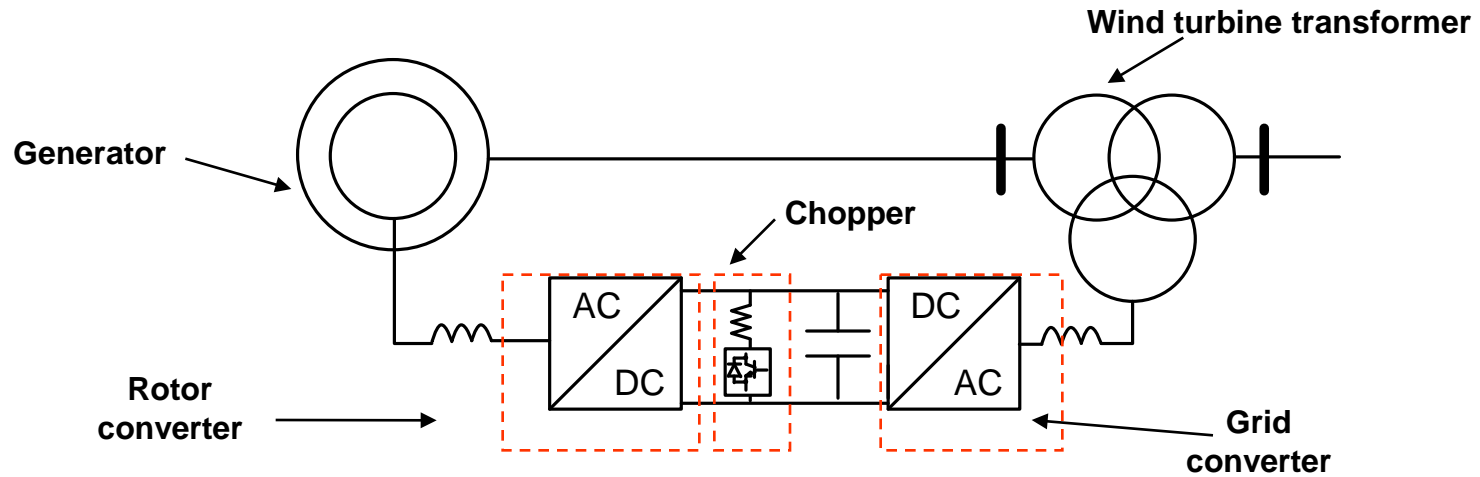 Wind turbine transformer
Generator
Chopper
AC
DC
DC
AC
Rotor
converter
Grid
converter